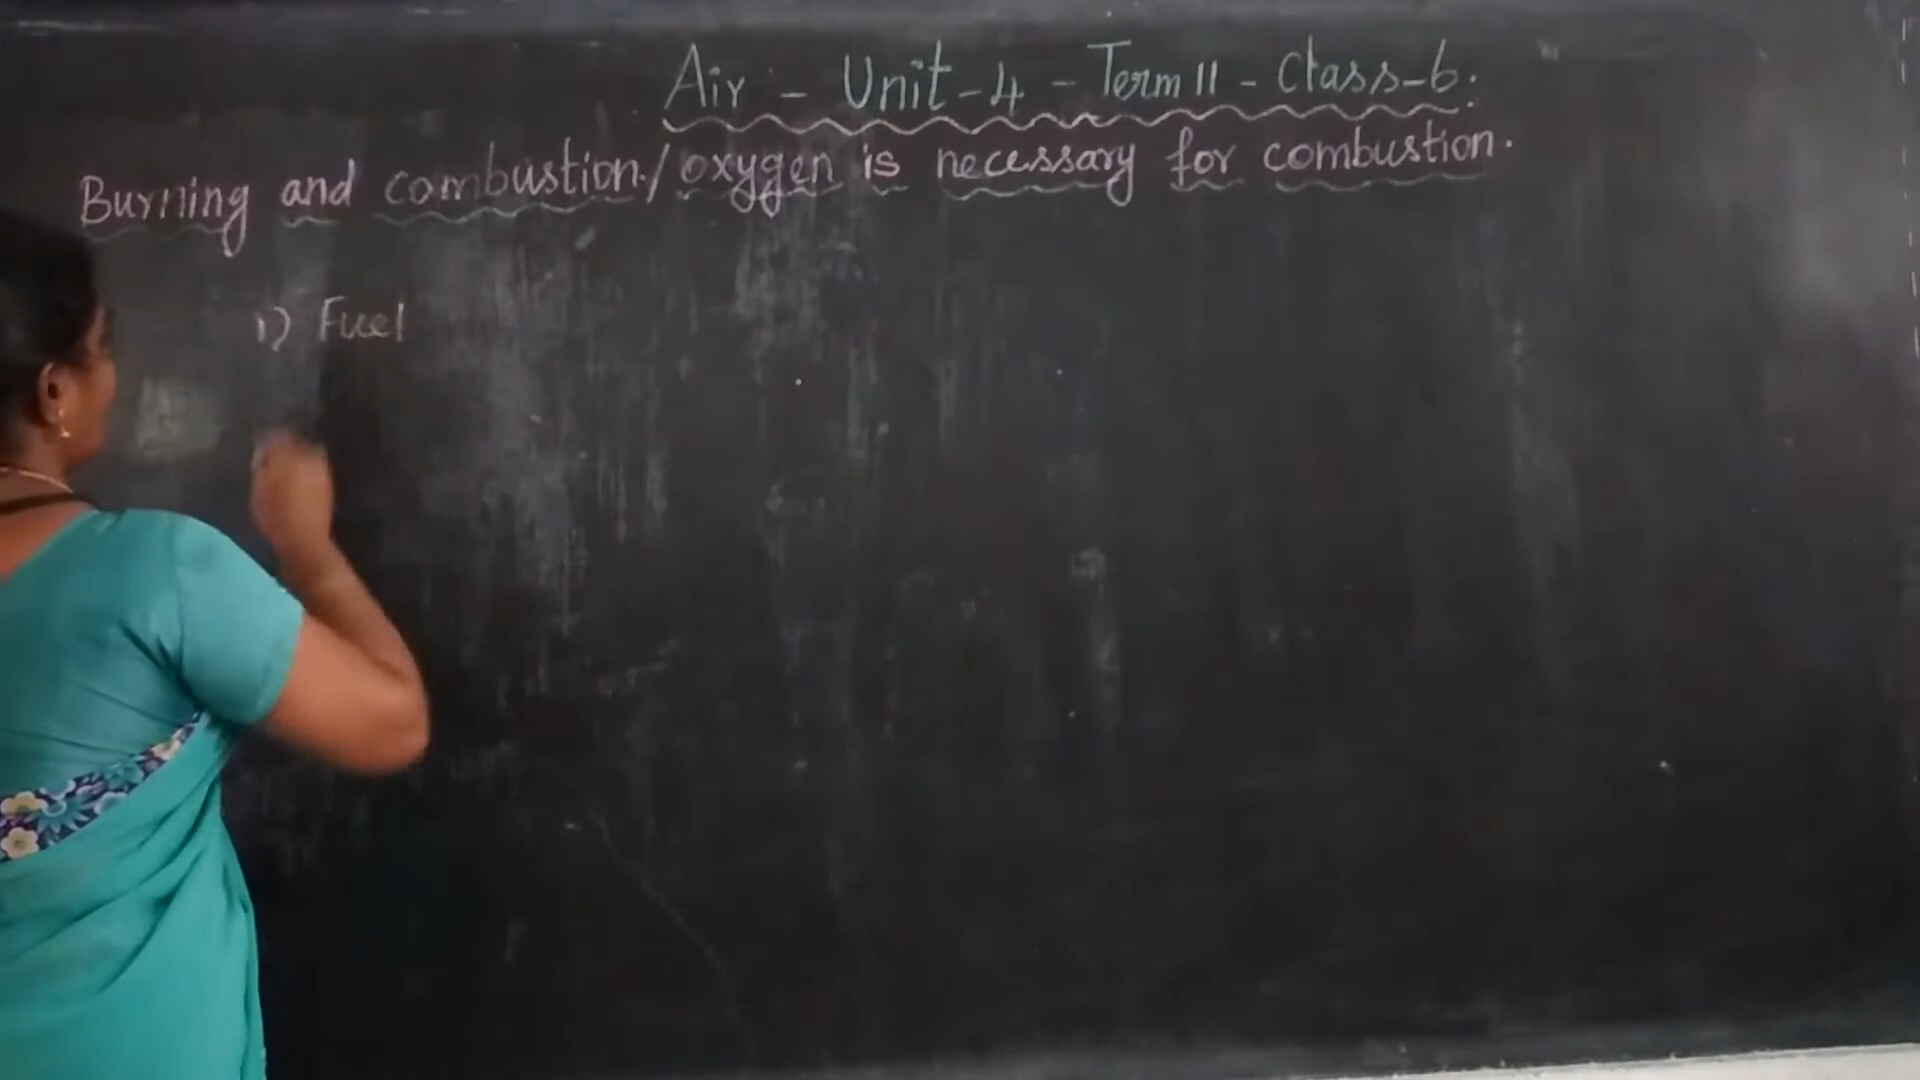 Air - Unit-4 - Term II - Class-6.
Burning and combustion./oxygen is necessary for combustion.
1) Fuel